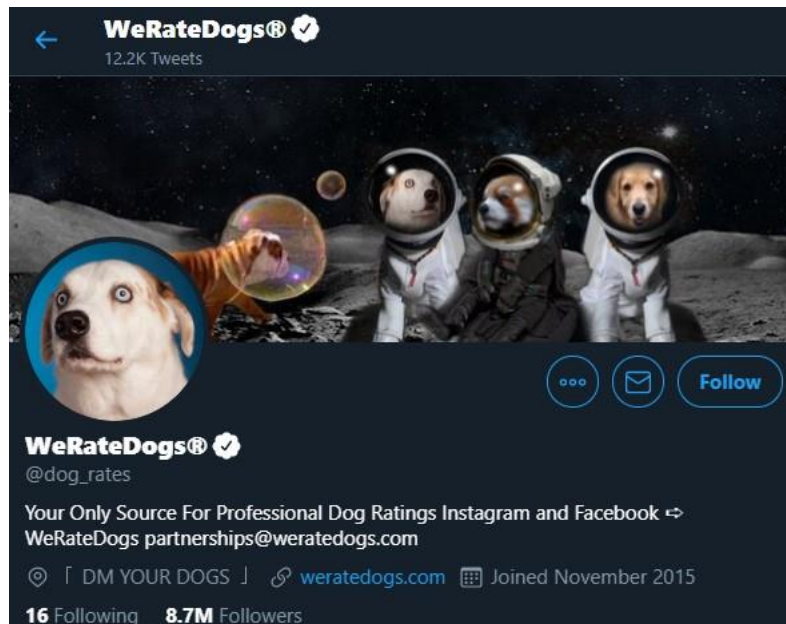 WeRateDogs®
12.2K Tweets
Follow
WeRateDogs®
@dog_rates
Your Only Source For Professional Dog Ratings Instagram and Facebook ➪
WeRateDogs partnerships@weratedogs.com
「 DM YOUR DOGS 」 weratedogs.com Joined November 2015
16 Following 8.7M Followers